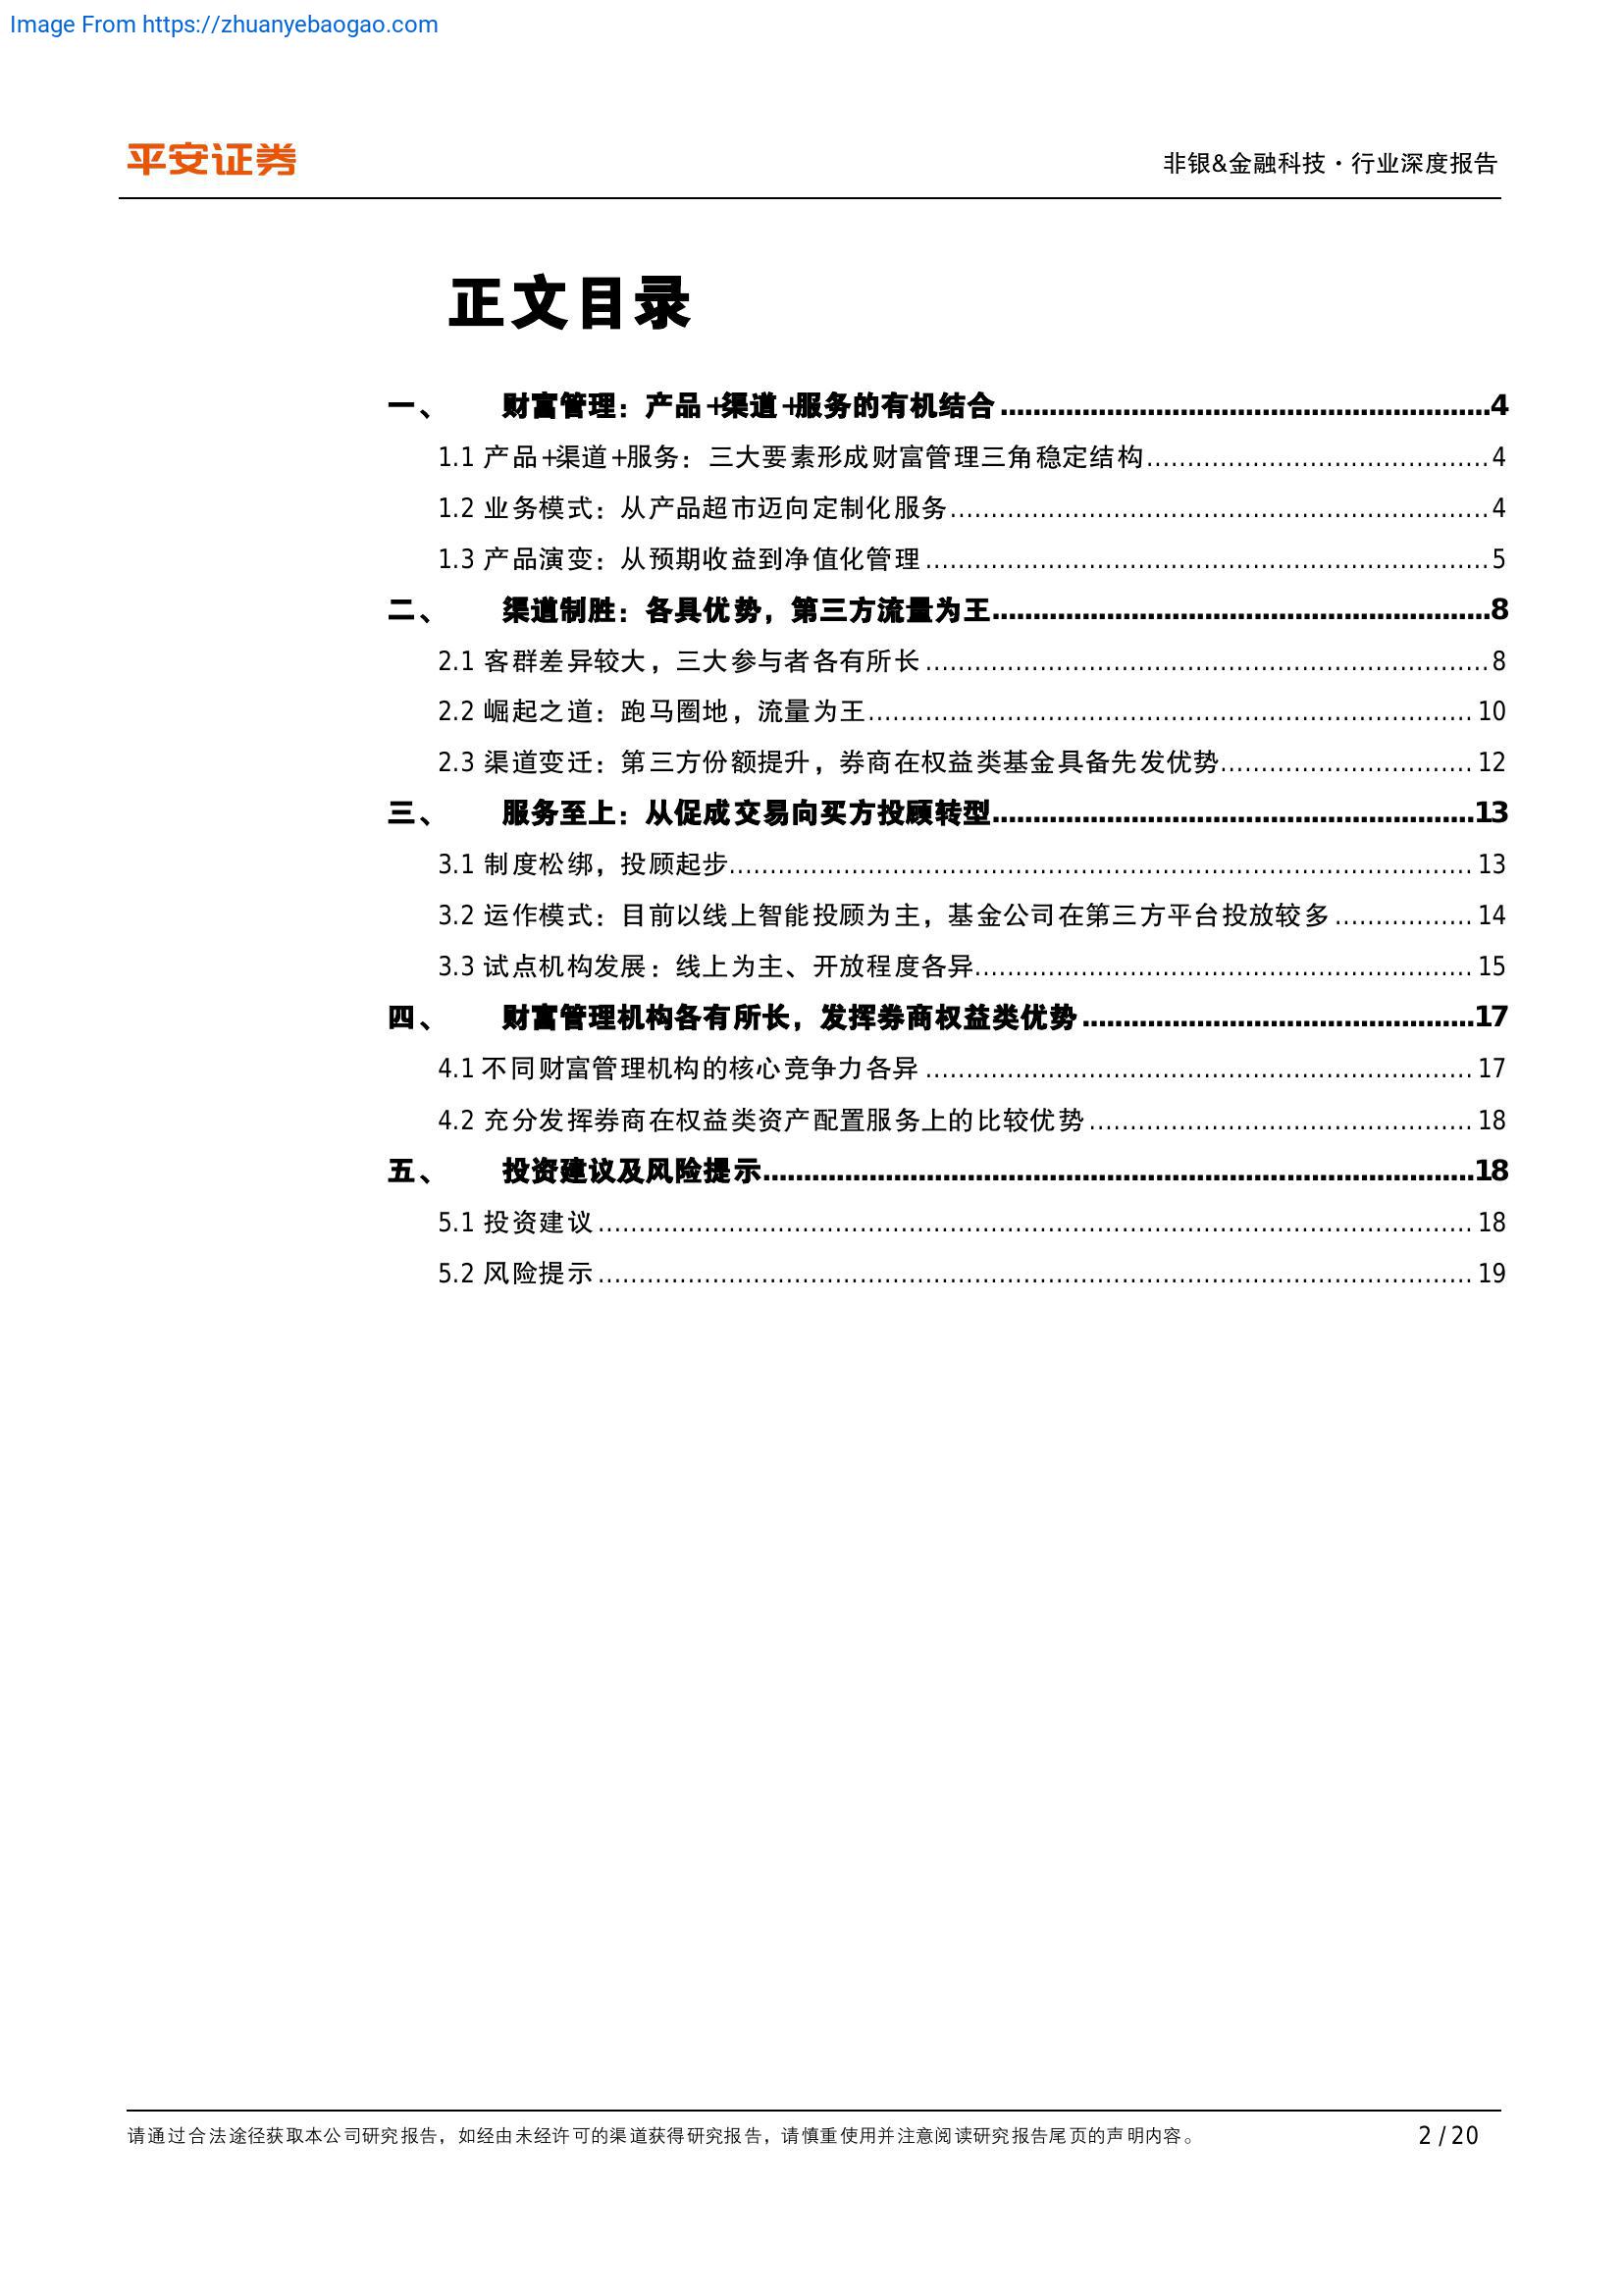 Image From https://zhuanyebaogao.com
平安证券
非银&金融科技·行业深度报告
正文目录
一、 财富管理：产品+渠道+服务的有机结合............................................................4
1.1 产品+渠道+服务：三大要素形成财富管理三角稳定结构..........................................4
1.2 业务模式：从产品超市迈向定制化服务..................................................................4
1.3 产品演变：从预期收益到净值化管理.....................................................................5
二、 渠道制胜：各具优势，第三方流量为王.............................................................8
2.1 客群差异较大，三大参与者各有所长.....................................................................8
2.2 崛起之道：跑马圈地，流量为王..........................................................................10
2.3 渠道变迁：第三方份额提升，券商在权益类基金具备先发优势...............................12
三、 服务至上：从促成交易向买方投顾转型...........................................................13
3.1 制度松绑，投顾起步...........................................................................................13
3.2 运作模式：目前以线上智能投顾为主，基金公司在第三方平台投放较多.................14
3.3 试点机构发展：线上为主、开放程度各异.............................................................15
四、 财富管理机构各有所长，发挥券商权益类优势................................................17
4.1 不同财富管理机构的核心竞争力各异...................................................................17
4.2 充分发挥券商在权益类资产配置服务上的比较优势...............................................18
五、 投资建议及风险提示.......................................................................................18
5.1 投资建议...........................................................................................................18
5.2 风险提示...........................................................................................................19
请通过合法途径获取本公司研究报告，如经由未经许可的渠道获得研究报告，请慎重使用并注意阅读研究报告尾页的声明内容。
2 / 20